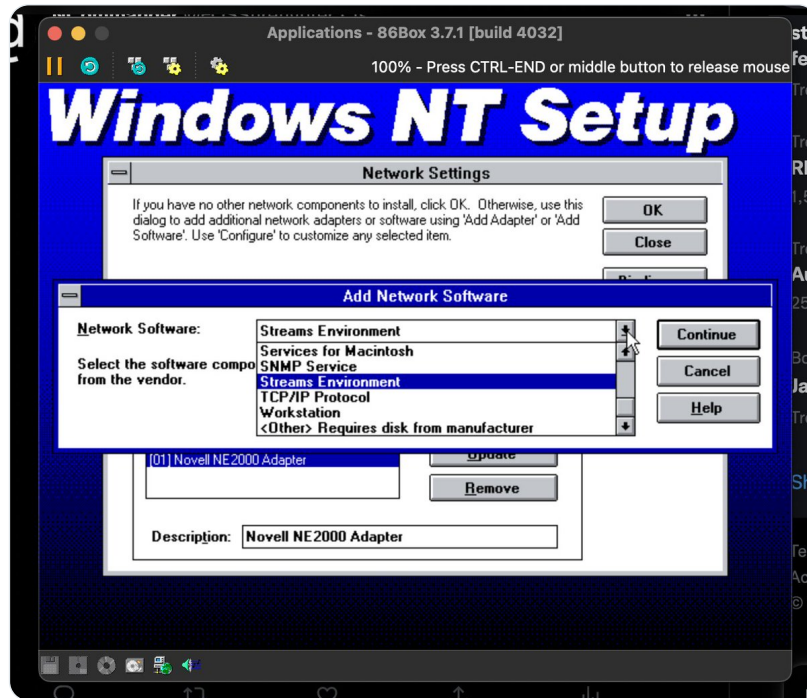 Applications - 86Box 3.7.1 [build 4032]
100% - Press CTRL-END or middle button to release mouse
Windows NT Setup
Network Settings
If you have no other network components to install, click OK. Otherwise, use this
dialog to add additional network adapters or software using 'Add Adapter' or 'Add
Software'. Use 'Configure' to customize any selected item.
OK
Close
Add Network Software
Network Software:
Streams Environment
Continue
Select the software compo
from the vendor.
Services for Macintosh
SNMP Service
Streams Environment
TCP/IP Protocol
Workstation
<Other> Requires disk from manufacturer
Cancel
Help
[01] Novell NE2000 Adapter
Update
Remove
Description:
Novell NE2000 Adapter